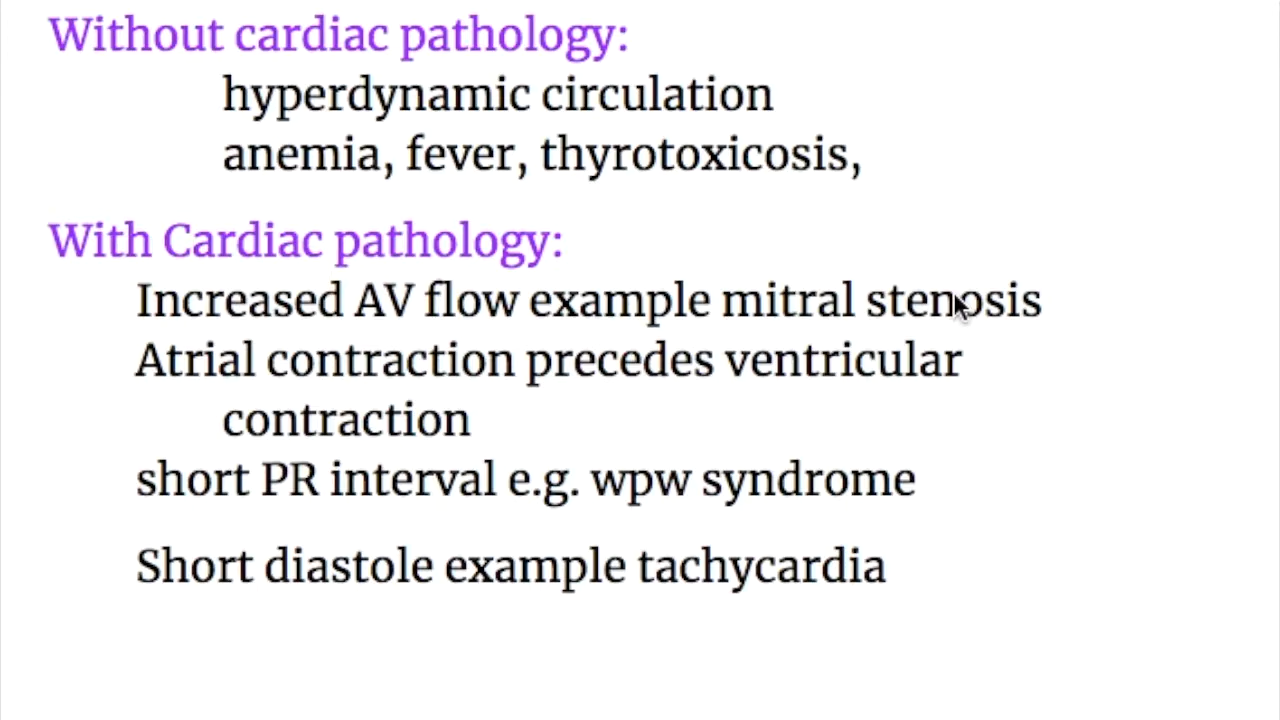 Without cardiac pathology:
hyperdynamic circulation
anemia, fever, thyrotoxicosis,
With Cardiac pathology:
Increased AV flow example mitral stenosis
Atrial contraction precedes ventricular
contraction
short PR interval e.g. wpw syndrome
Short diastole example tachycardia